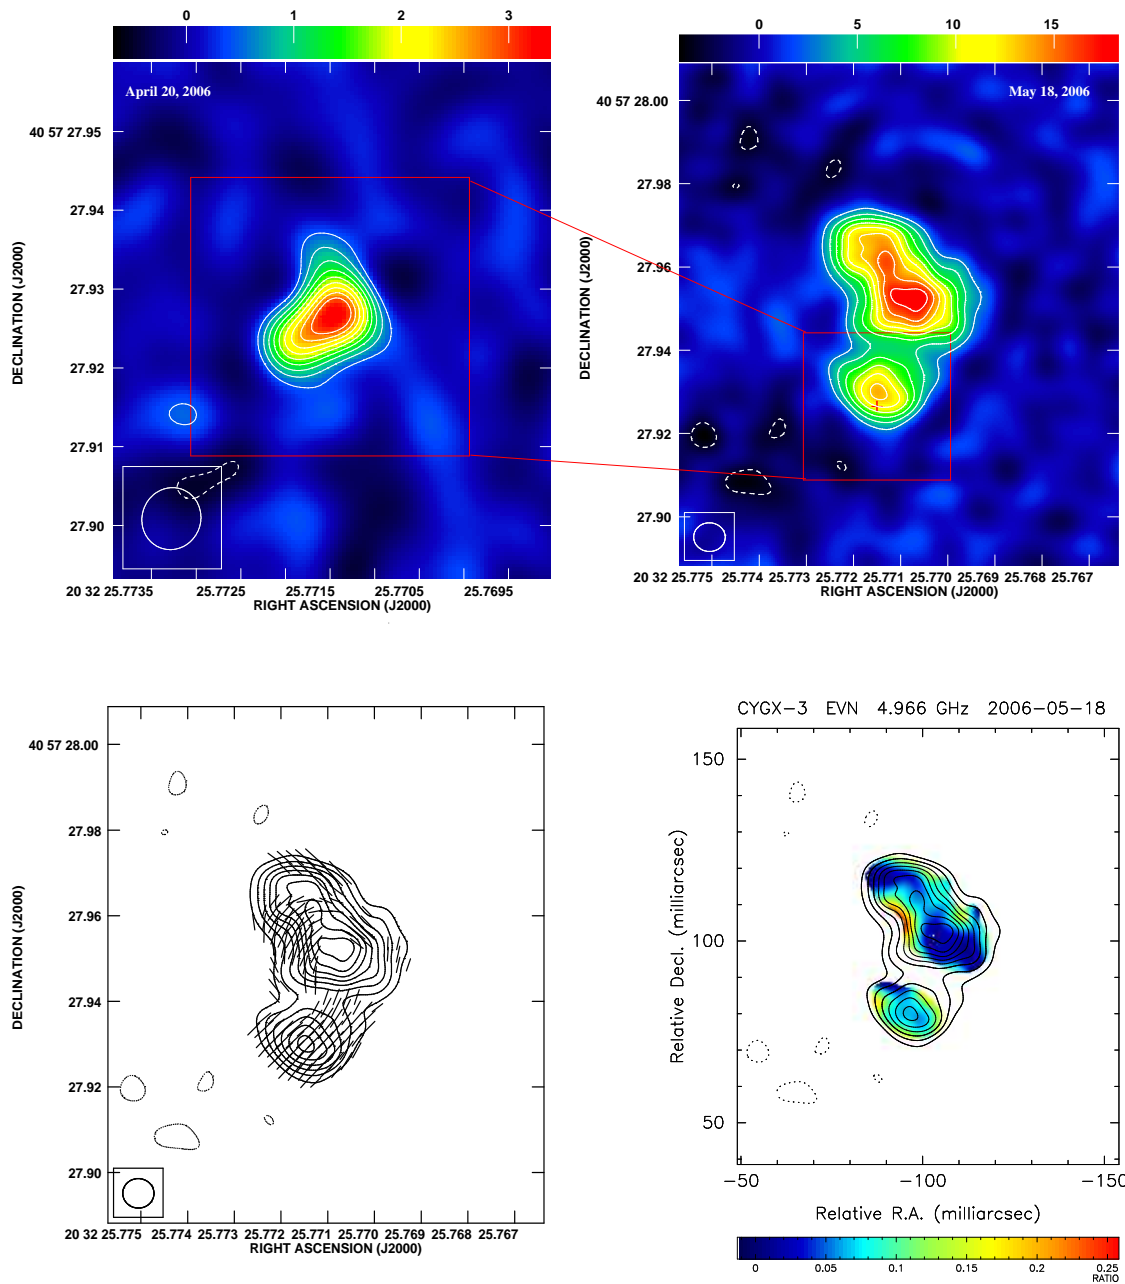 0 1 2 3
April 20, 2006
40 57 27.95
27.94
27.93
27.92
27.91
27.90
DECLINATION (J2000)
20 32 25.7735 25.7725 25.7715 25.7705 25.7695
RIGHT ASCENSION (J2000)
0 5 10 15
May 18, 2006
40 57 28.00
27.98
27.96
27.94
27.92
27.90
DECLINATION (J2000)
20 32 25.775 25.774 25.773 25.772 25.771 25.770 25.769 25.768 25.767
RIGHT ASCENSION (J2000)
40 57 28.00
27.98
27.96
27.94
27.92
27.90
DECLINATION (J2000)
20 32 25.775 25.774 25.773 25.772 25.771 25.770 25.769 25.768 25.767
RIGHT ASCENSION (J2000)
CYGX-3 EVN 4.966 GHz 2006-05-18
150
100
50
Relative Decl. (milliarcsec)
-50 -100 -150
Relative R.A. (milliarcsec)
0 0.05 0.1 0.15 0.2 0.25
RATIO